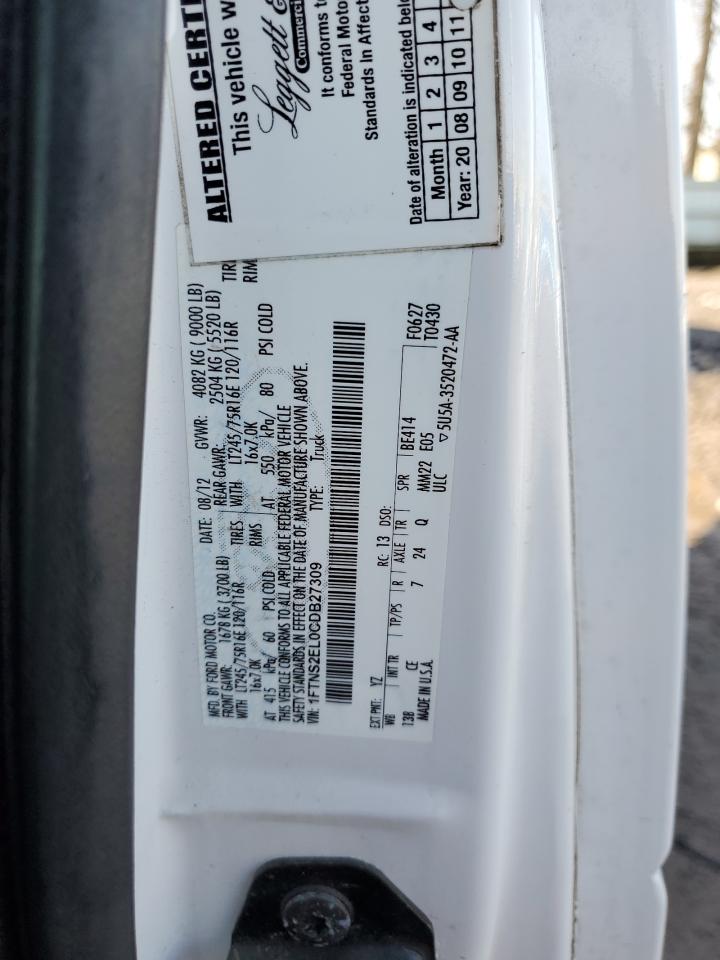 ALTERED CERTI
This vehicle w
Leggett &
Commerci
It conforms to
Federal Moto
Standards In Affect
Date of alteration is indicated below
Month 1 2 3 4
Year: 20 08 09 10 11
MFD. BY FORD MOTOR CO.
DATE: 08/12 GVWR: 4082 KG ( 9000 LB)
FRONT GAWR: 1678 KG (3700 LB) REAR GAWR: 2504 KG ( 5520 LB)
WITH LT245/75R16E 120/116R TIRES WITH LT245/75R16E 120/116R TIRE
16x7.0K RIMS 16x7.0K RIM
AT 415 kPa/ 60 PSI COLD AT 550 kPa/ 80 PSI COLD
THIS VEHICLE CONFORMS TO ALL APPLICABLE FEDERAL MOTOR VEHICLE
SAFETY STANDARDS IN EFFECT ON THE DATE OF MANUFACTURE SHOWN ABOVE.
VIN: 1FTNS2EL0CDB27309 TYPE: Truck
EXT PNT: YZ RC: 13 DSO: F0627
WB INT TR TP/PS R AXLE TR SPR BE414 T0430
138 CE 7 24 Q MM22 E05
MADE IN U.S.A. ULC ▽5U5A-3520472-AA